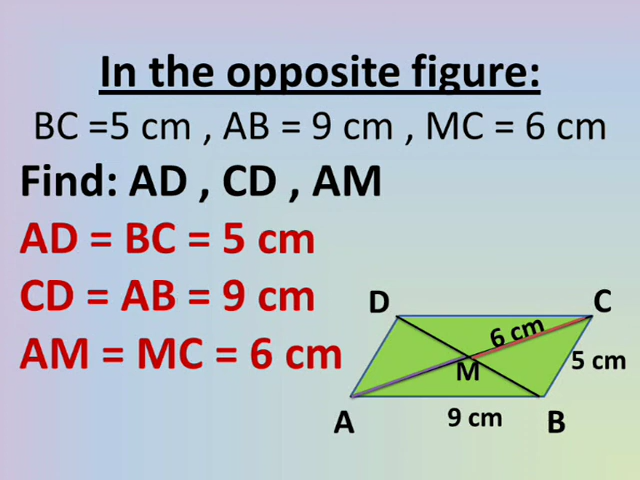 In the opposite figure:
BC =5 cm , AB = 9 cm , MC = 6 cm
Find: AD , CD , AM
AD = BC = 5 cm
CD = AB = 9 cm
AM = MC = 6 cm
D
C
6 cm
M
5 cm
A
9 cm
B